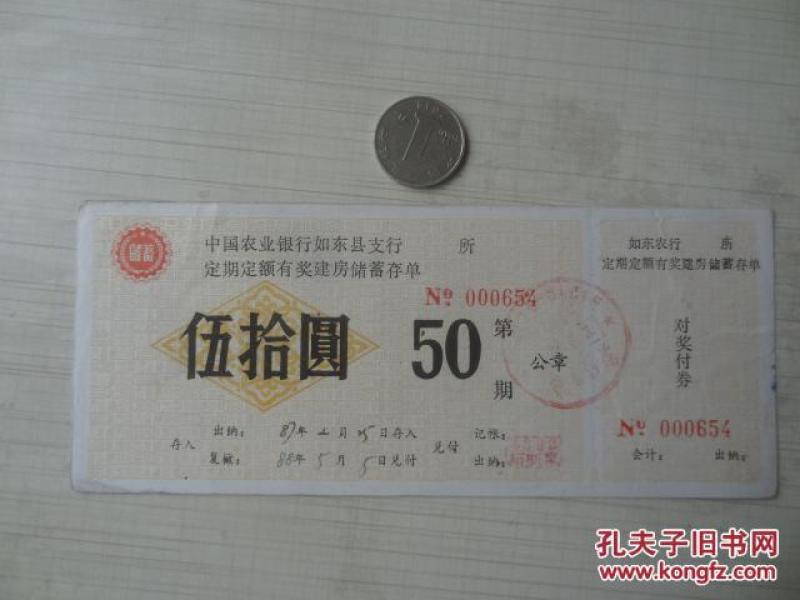 储蓄
中国农业银行如东县支行 所
定期定额有奖建房储蓄存单
Nº 000654
伍拾圓 50
第 期
公章
存入
出纳: 87年 月25日存入
复核: 88年5月5日兑付
兑付
记帐:
出纳:
如东农行 所
定期定额有奖建房储蓄存单
对奖付券
Nº 000654
会计: 出纳:
1
孔夫子旧书网
www.kongfz.com